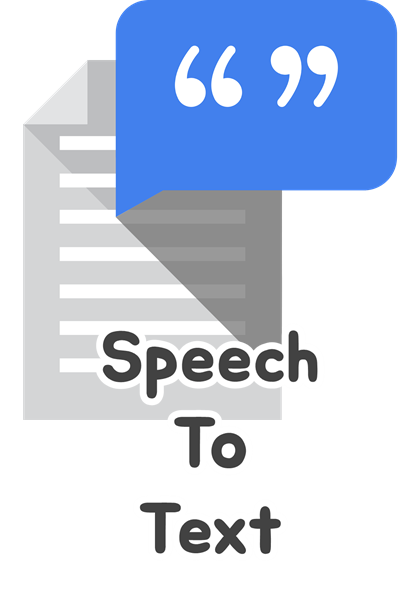 “ ”
Speech
To
Text